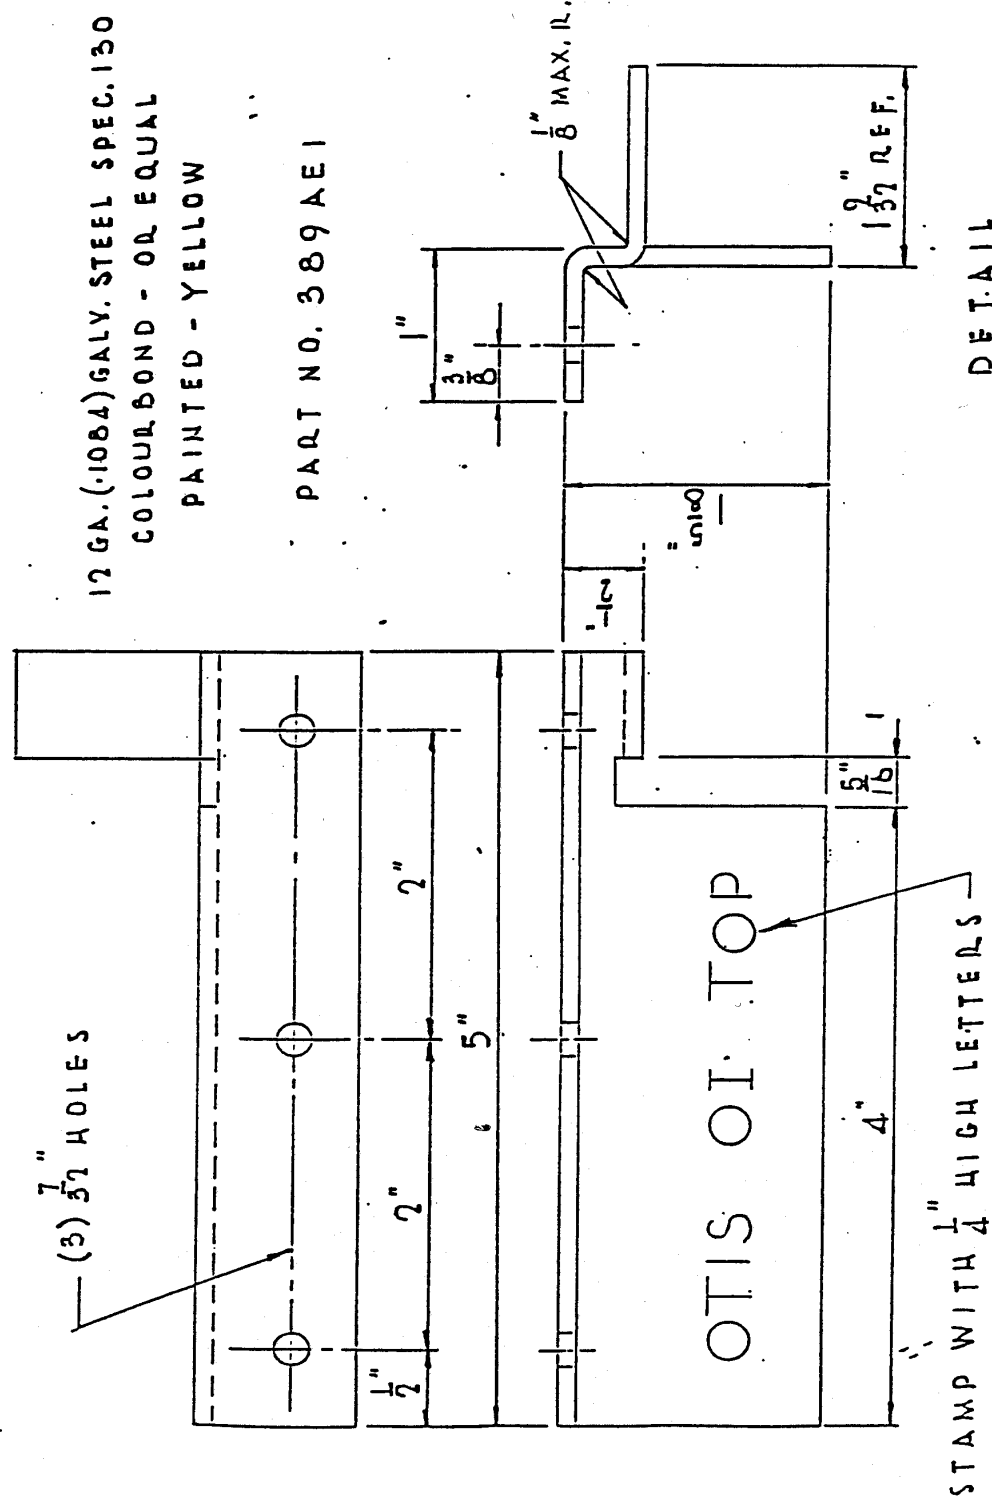 12 GA. (.1084) GALV. STEEL SPEC. 130
COLOURBOND - OR EQUAL
PAINTED - YELLOW
PART NO. 389AE1
(3) 7/32" HOLES
1/2"
2"
2"
5"
1"
3/8"
1/8" MAX. R.
1/2"
1 5/8"
1 9/32" REF.
OTIS OI. TOP
4"
5/16"
1
STAMP WITH 1/4" HIGH LETTERS
DETAIL